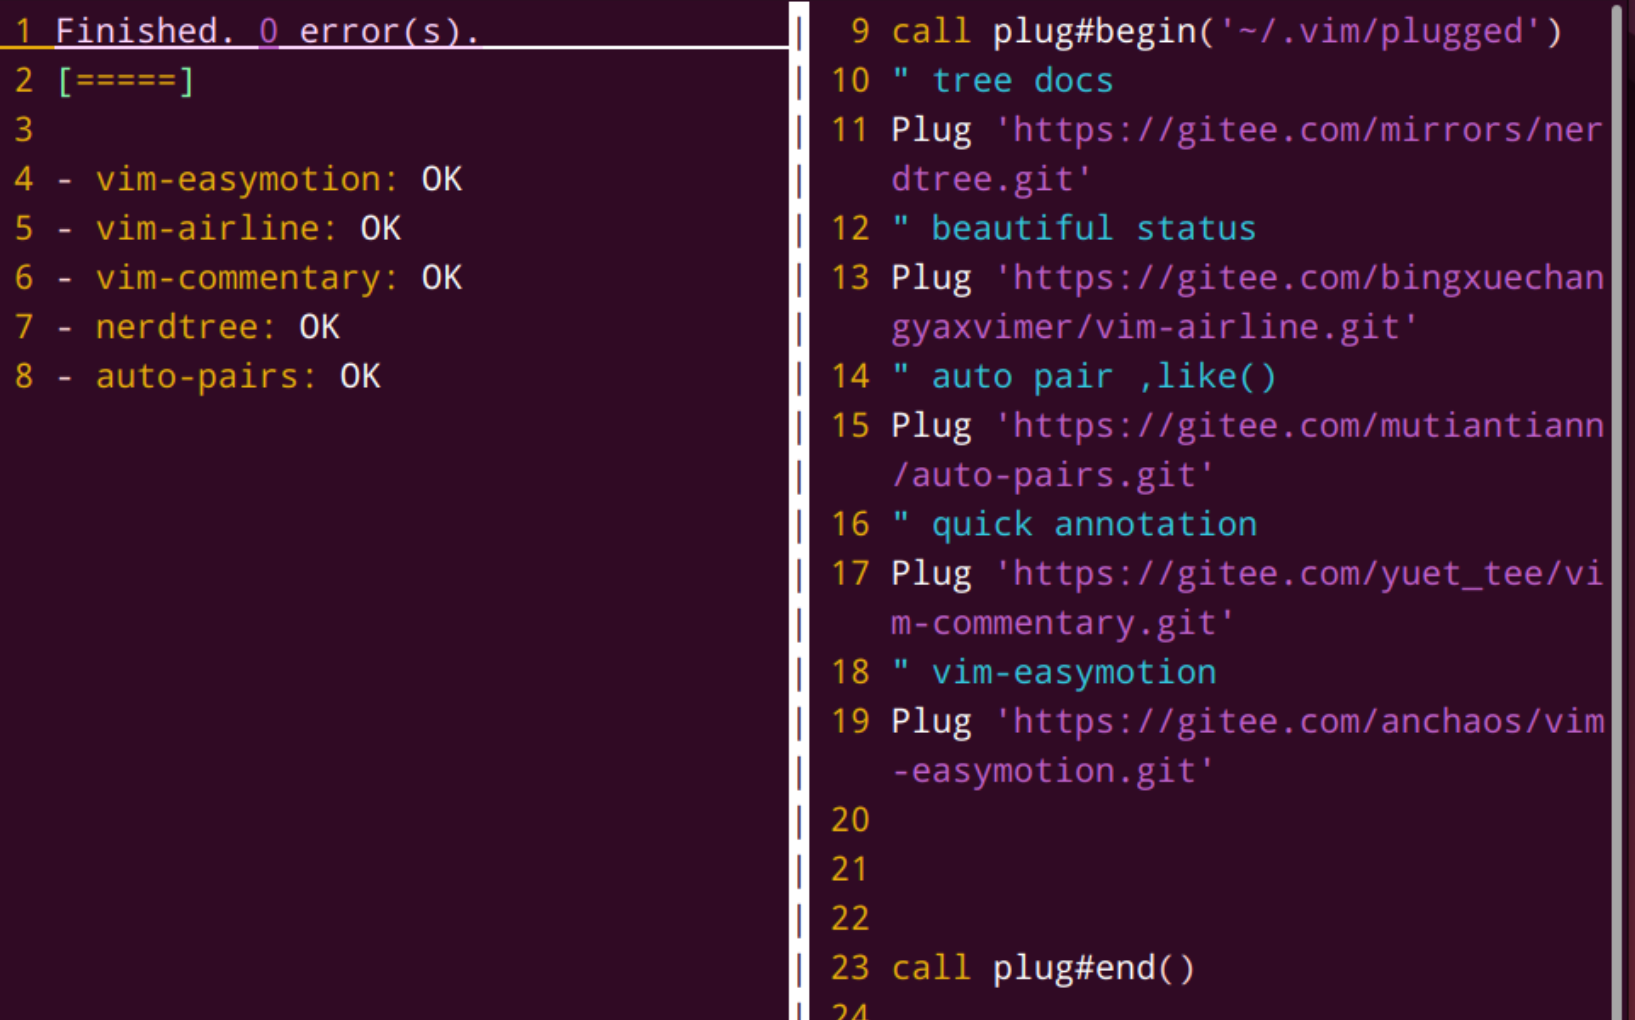 1 Finished. 0 error(s).
2 [=====]
3
4 - vim-easymotion: OK
5 - vim-airline: OK
6 - vim-commentary: OK
7 - nerdtree: OK
8 - auto-pairs: OK
9 call plug#begin('~/.vim/plugged')
10 " tree docs
11 Plug 'https://gitee.com/mirrors/ner
dtree.git'
12 " beautiful status
13 Plug 'https://gitee.com/bingxuechan
gyaxvimer/vim-airline.git'
14 " auto pair ,like()
15 Plug 'https://gitee.com/mutiantiann
/auto-pairs.git'
16 " quick annotation
17 Plug 'https://gitee.com/yuet_tee/vi
m-commentary.git'
18 " vim-easymotion
19 Plug 'https://gitee.com/anchaos/vim
-easymotion.git'
20
21
22
23 call plug#end()
24